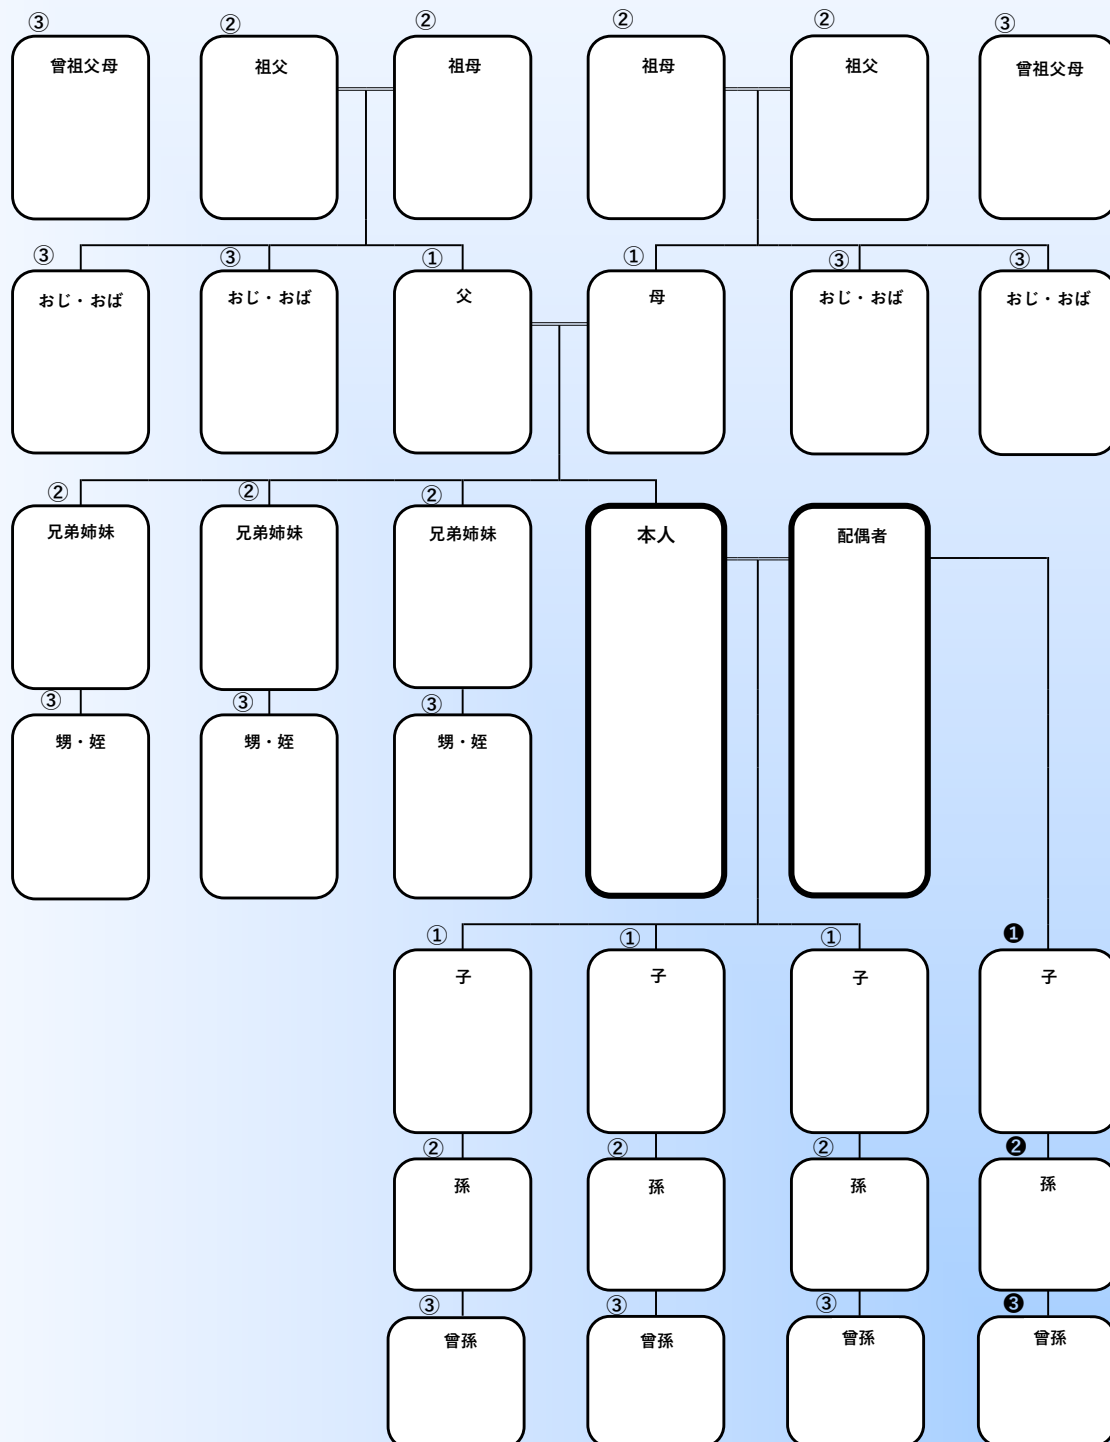 ③ ② ② ② ② ③
曾祖父母 祖父 祖母 祖母 祖父 曾祖父母
③ ③ ① ① ③ ③
おじ・おば おじ・おば 父 母 おじ・おば おじ・おば
② ② ②
兄弟姉妹 兄弟姉妹 兄弟姉妹 本人 配偶者
③ ③ ③
甥・姪 甥・姪 甥・姪
① ① ① ❶
子 子 子 子
② ② ② ❷
孫 孫 孫 孫
③ ③ ③ ❸
曾孫 曾孫 曾孫 曾孫